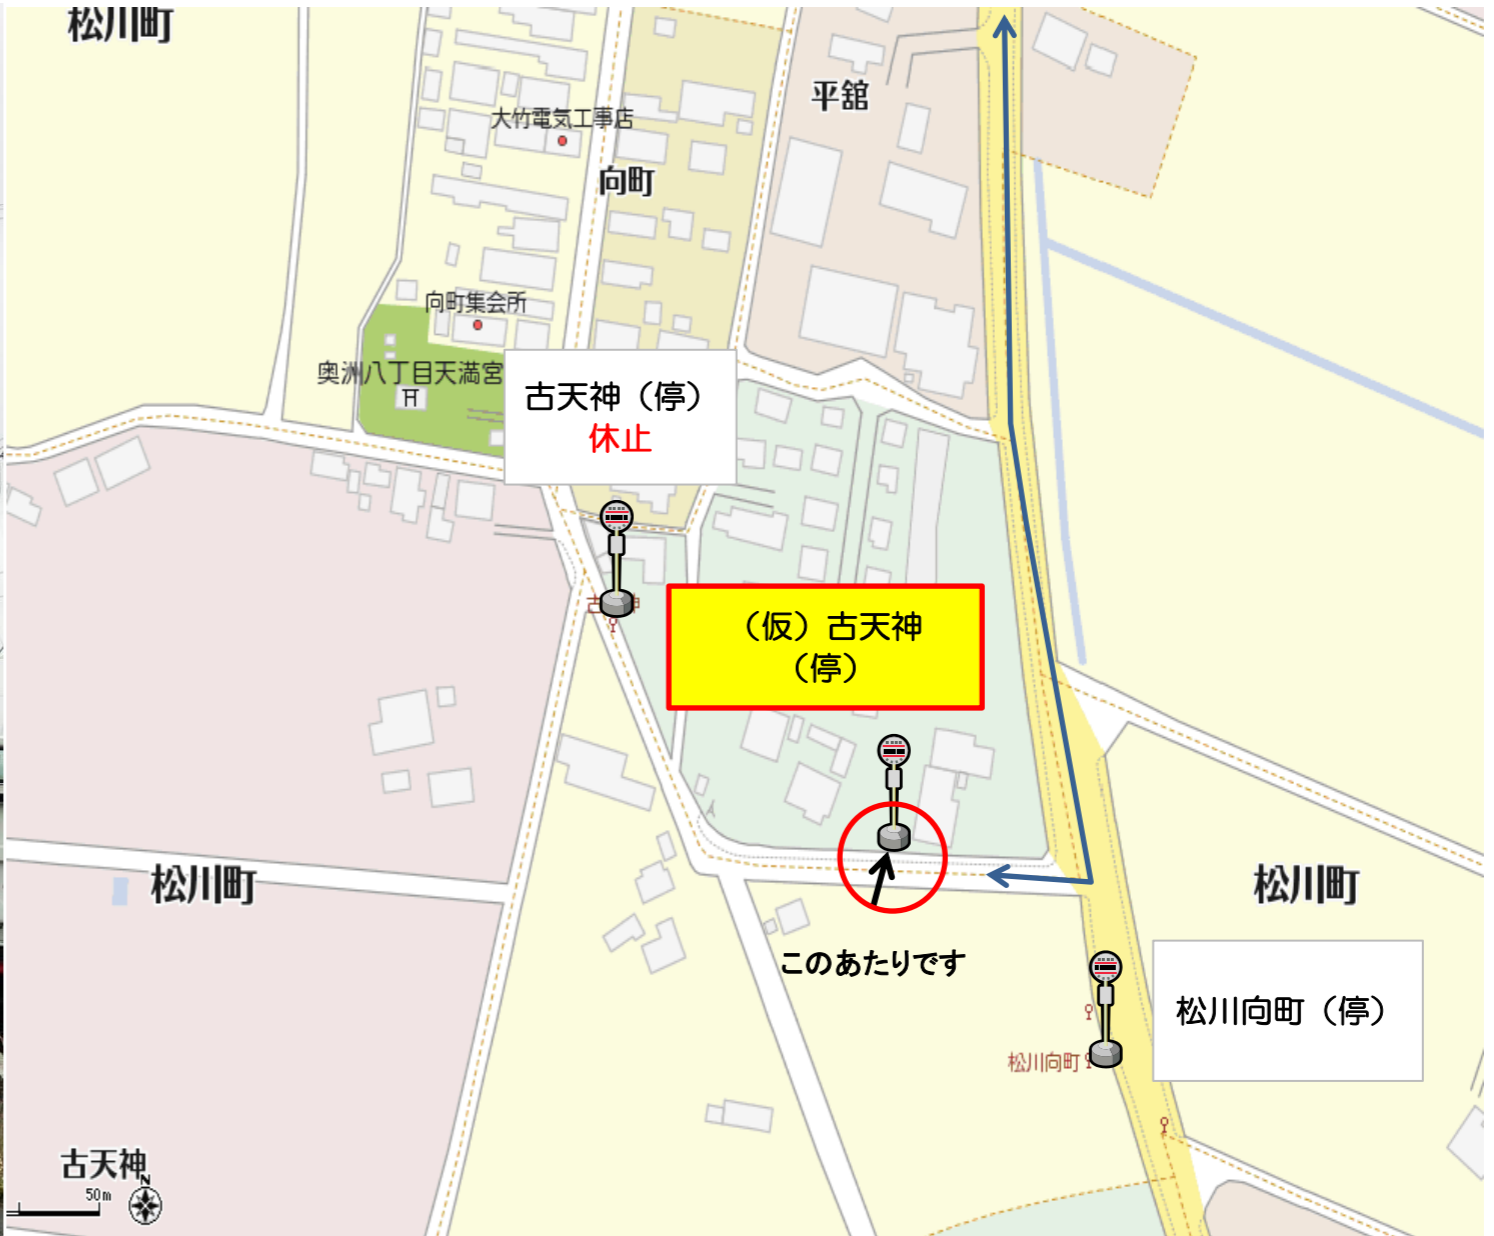 松川町
平舘
大竹電気工事店
向町
向町集会所
奥洲八丁目天満宮
古天神（停）
休止
（仮）古天神
（停）
松川町
松川町
このあたりです
松川向町（停）
松川向町
古天神
N
50m